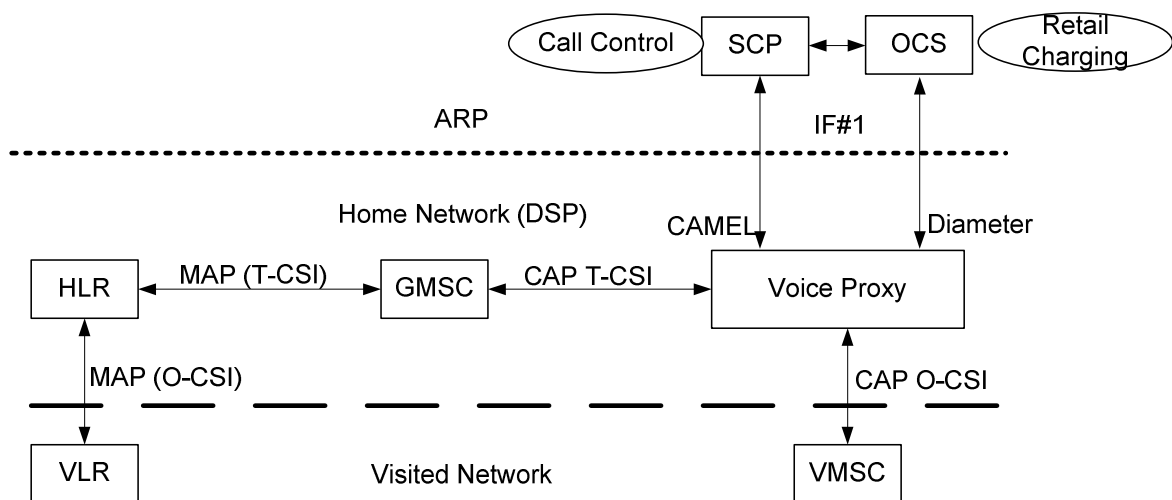 Call Control
SCP
OCS
Retail
Charging
ARP
IF#1
Home Network (DSP)
CAMEL
Diameter
HLR
MAP (T-CSI)
GMSC
CAP T-CSI
Voice Proxy
MAP (O-CSI)
CAP O-CSI
VLR
Visited Network
VMSC